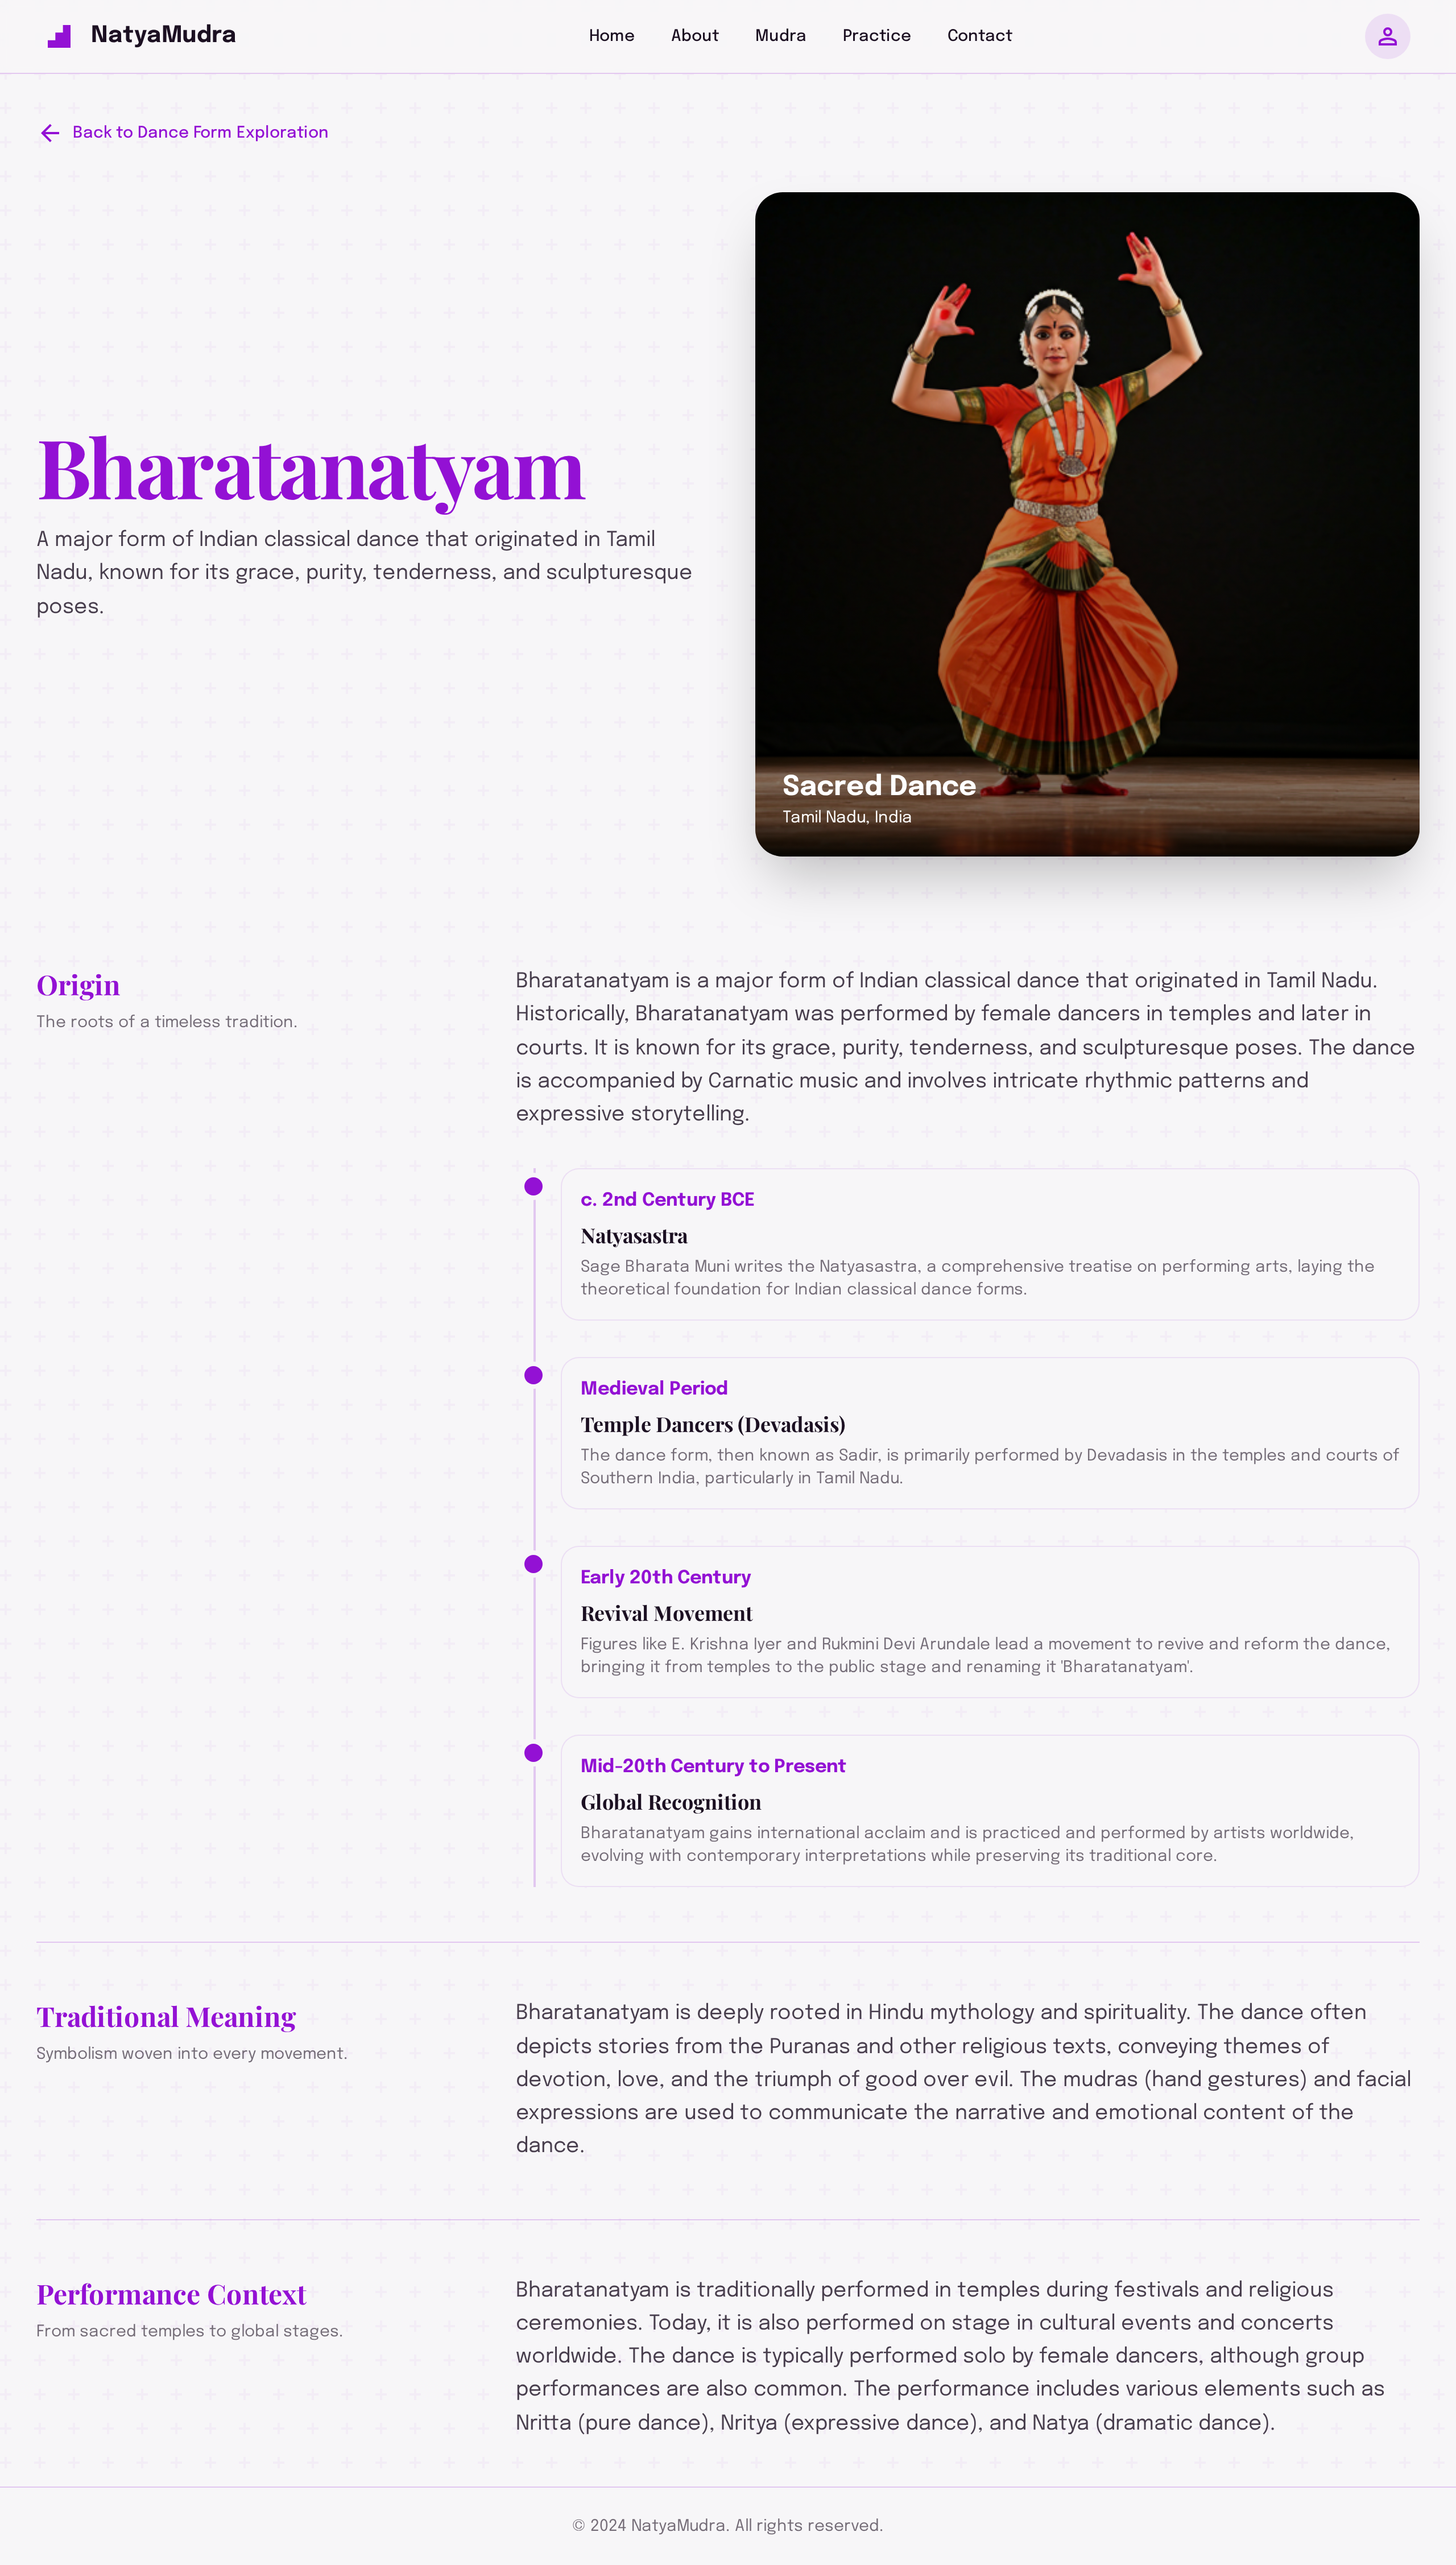 NatyaMudra
Home
About
Mudra
Practice
Contact
Back to Dance Form Exploration
Bharatanatyam
A major form of Indian classical dance that originated in Tamil
Nadu, known for its grace, purity, tenderness, and sculpturesque
poses.
Sacred Dance
Tamil Nadu, India
Origin
The roots of a timeless tradition.
Bharatanatyam is a major form of Indian classical dance that originated in Tamil Nadu.
Historically, Bharatanatyam was performed by female dancers in temples and later in
courts. It is known for its grace, purity, tenderness, and sculpturesque poses. The dance
is accompanied by Carnatic music and involves intricate rhythmic patterns and
expressive storytelling.
c. 2nd Century BCE
Natyasastra
Sage Bharata Muni writes the Natyasastra, a comprehensive treatise on performing arts, laying the
theoretical foundation for Indian classical dance forms.
Medieval Period
Temple Dancers (Devadasis)
The dance form, then known as Sadir, is primarily performed by Devadasis in the temples and courts of
Southern India, particularly in Tamil Nadu.
Early 20th Century
Revival Movement
Figures like E. Krishna Iyer and Rukmini Devi Arundale lead a movement to revive and reform the dance,
bringing it from temples to the public stage and renaming it 'Bharatanatyam'.
Mid-20th Century to Present
Global Recognition
Bharatanatyam gains international acclaim and is practiced and performed by artists worldwide,
evolving with contemporary interpretations while preserving its traditional core.
Traditional Meaning
Symbolism woven into every movement.
Bharatanatyam is deeply rooted in Hindu mythology and spirituality. The dance often
depicts stories from the Puranas and other religious texts, conveying themes of
devotion, love, and the triumph of good over evil. The mudras (hand gestures) and facial
expressions are used to communicate the narrative and emotional content of the
dance.
Performance Context
From sacred temples to global stages.
Bharatanatyam is traditionally performed in temples during festivals and religious
ceremonies. Today, it is also performed on stage in cultural events and concerts
worldwide. The dance is typically performed solo by female dancers, although group
performances are also common. The performance includes various elements such as
Nritta (pure dance), Nritya (expressive dance), and Natya (dramatic dance).
© 2024 NatyaMudra. All rights reserved.